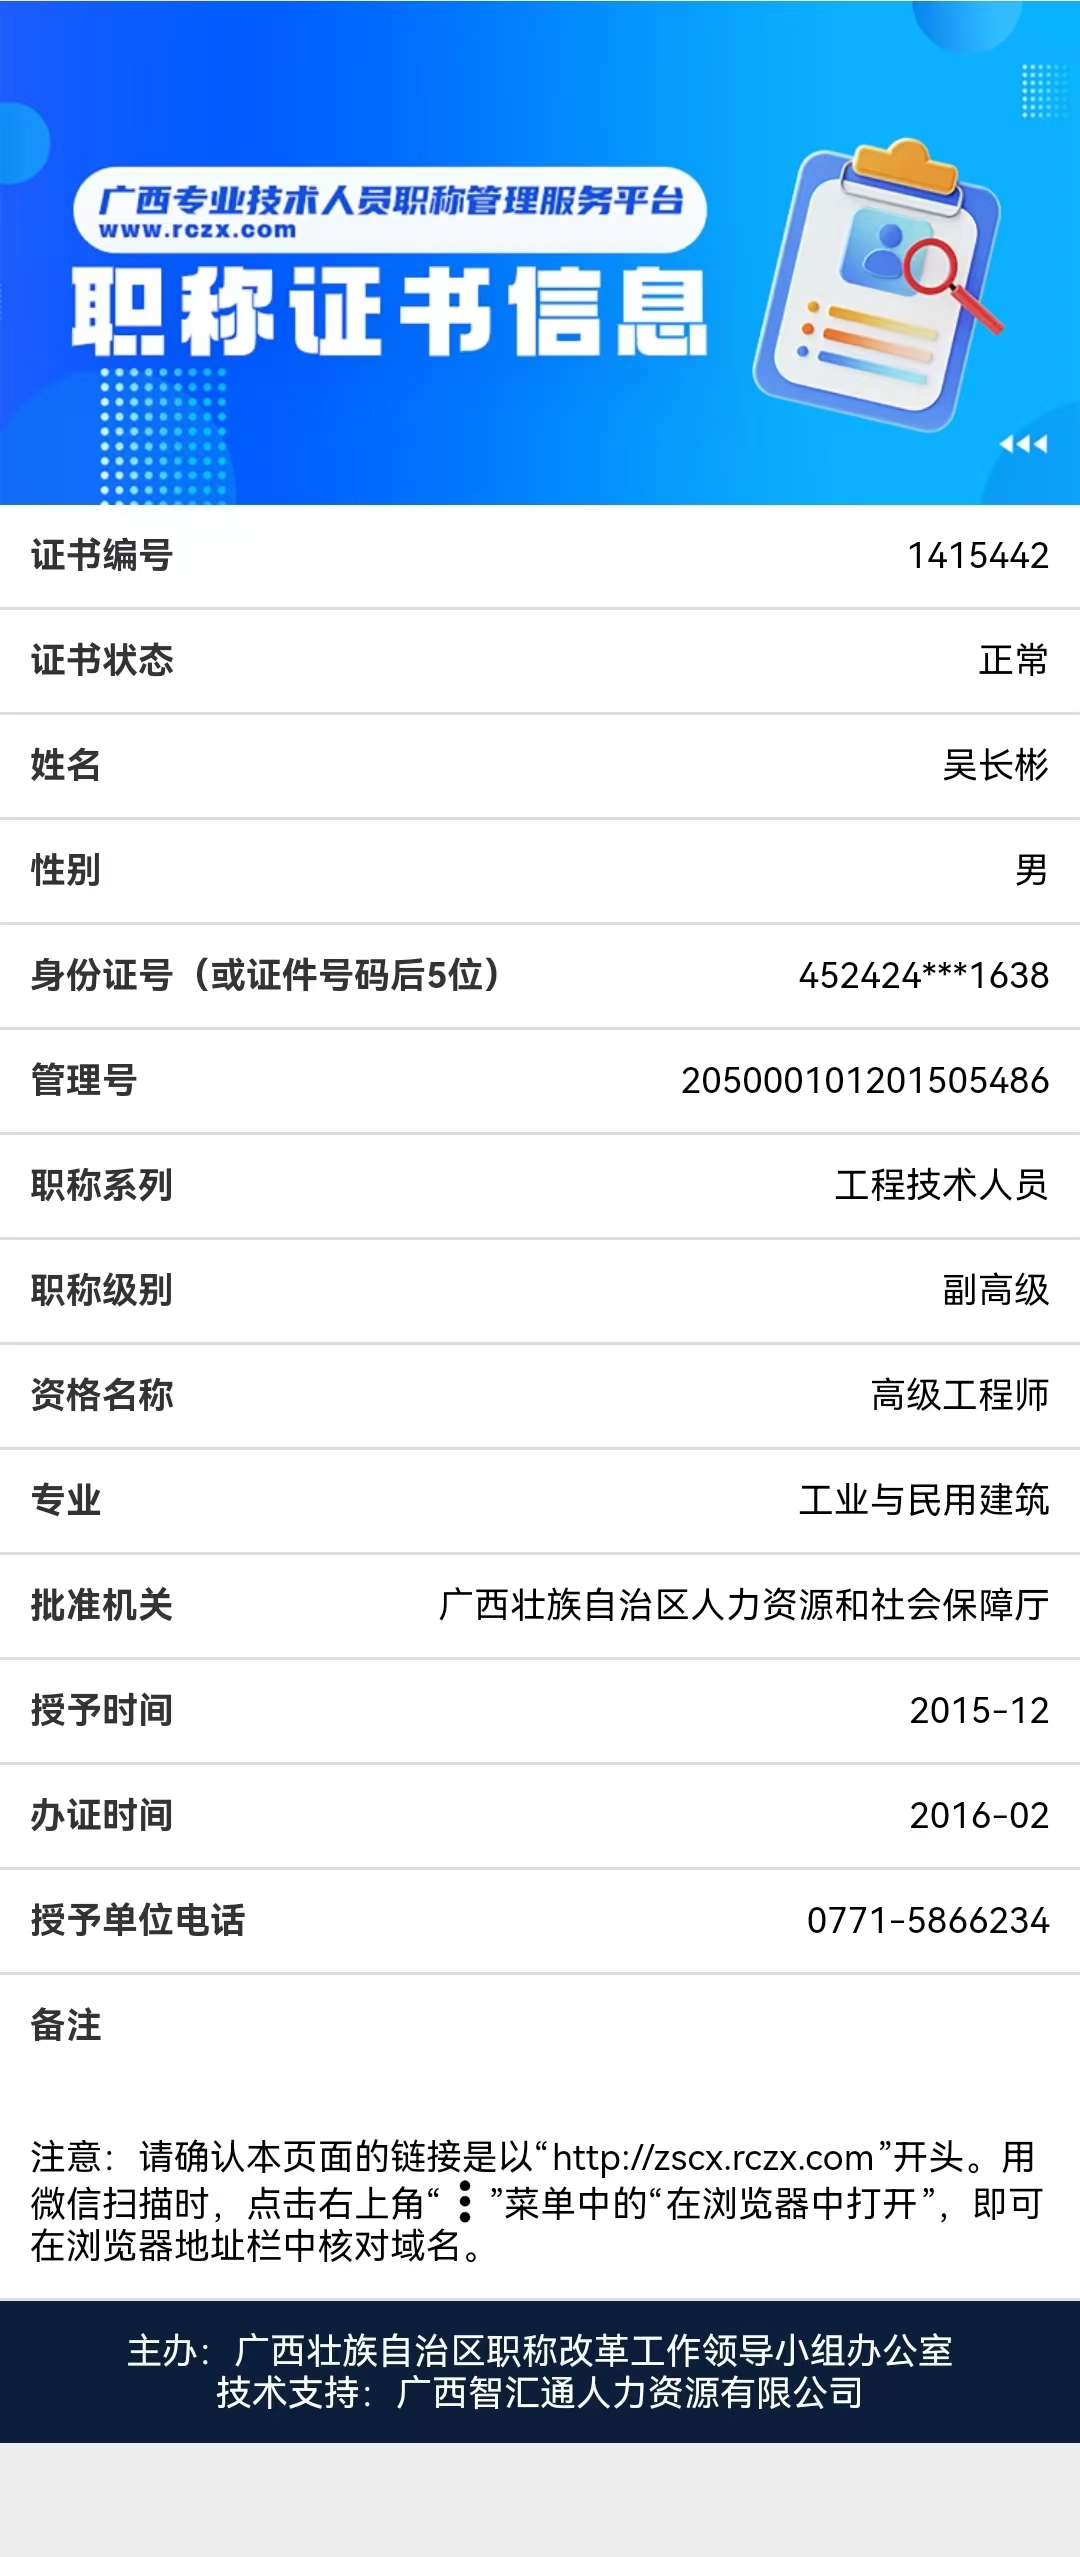 广西专业技术人员职称管理服务平台
www.rczx.com
职称证书信息
证书编号 1415442
证书状态 正常
姓名 吴长彬
性别 男
身份证号（或证件号码后5位） 452424***1638
管理号 205000101201505486
职称系列 工程技术人员
职称级别 副高级
资格名称 高级工程师
专业 工业与民用建筑
批准机关 广西壮族自治区人力资源和社会保障厅
授予时间 2015-12
办证时间 2016-02
授予单位电话 0771-5866234
备注
注意：请确认本页面的链接是以“http://zscx.rczx.com”开头。用
微信扫描时，点击右上角“⋮”菜单中的“在浏览器中打开”，即可
在浏览器地址栏中核对域名。
主办：广西壮族自治区职称改革工作领导小组办公室
技术支持：广西智汇通人力资源有限公司